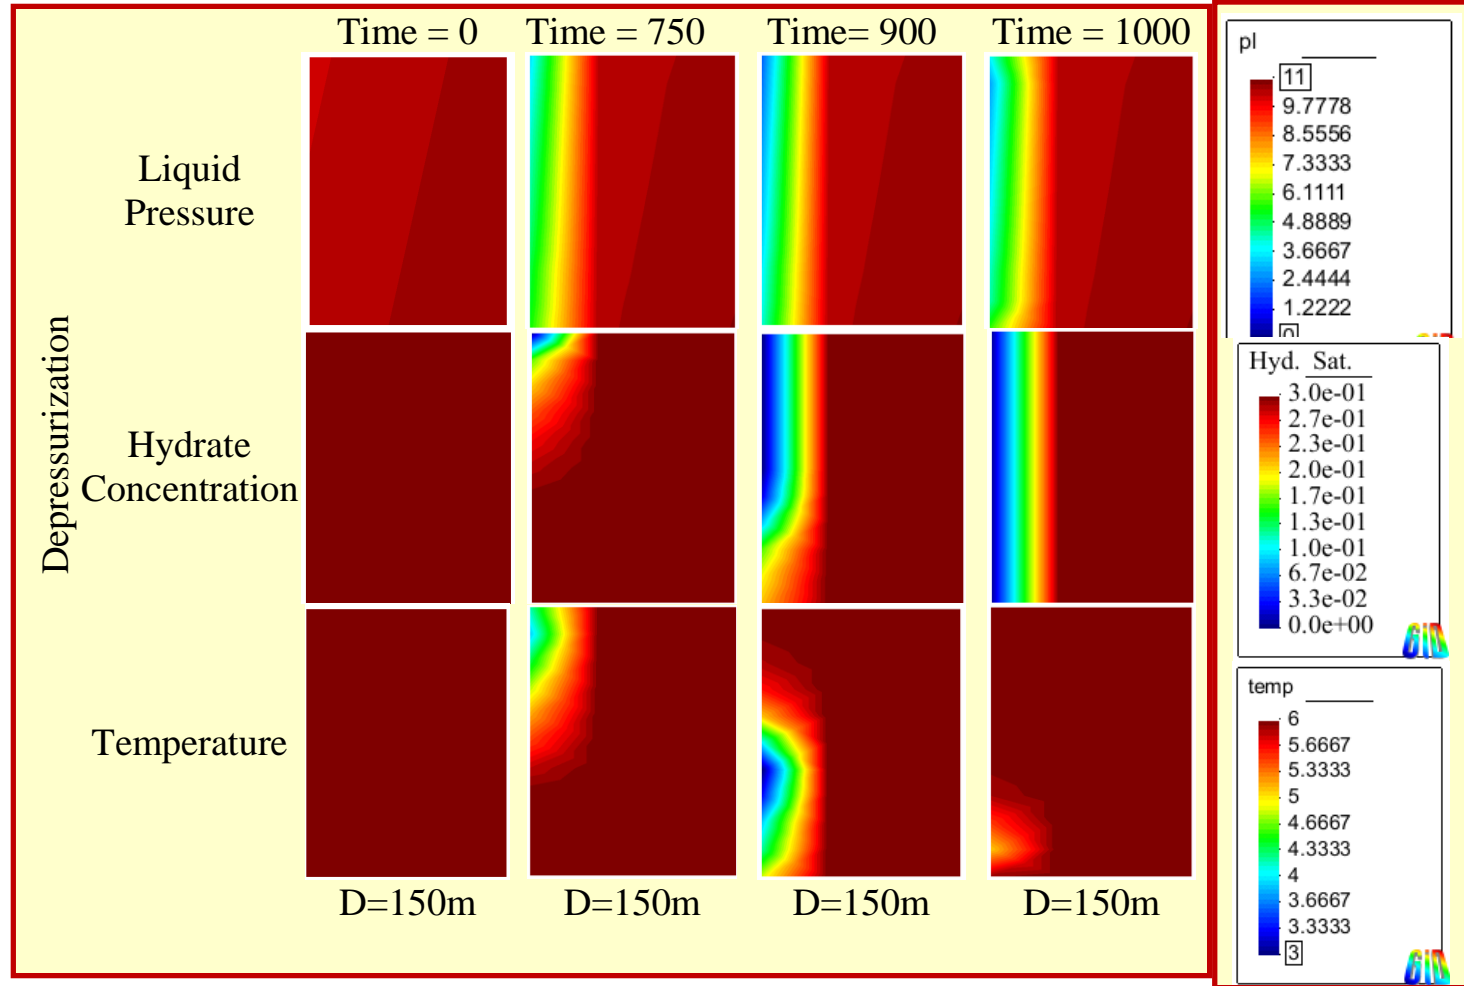 Time = 0
Time = 750
Time= 900
Time = 1000
Liquid
Pressure
Depressurization
Hydrate
Concentration
Temperature
D=150m
D=150m
D=150m
D=150m
pl
11
9.7778
8.5556
7.3333
6.1111
4.8889
3.6667
2.4444
1.2222
0
Hyd. Sat.
3.0e-01
2.7e-01
2.3e-01
2.0e-01
1.7e-01
1.3e-01
1.0e-01
6.7e-02
3.3e-02
0.0e+00
GiD
temp
6
5.6667
5.3333
5
4.6667
4.3333
4
3.6667
3.3333
3
GiD